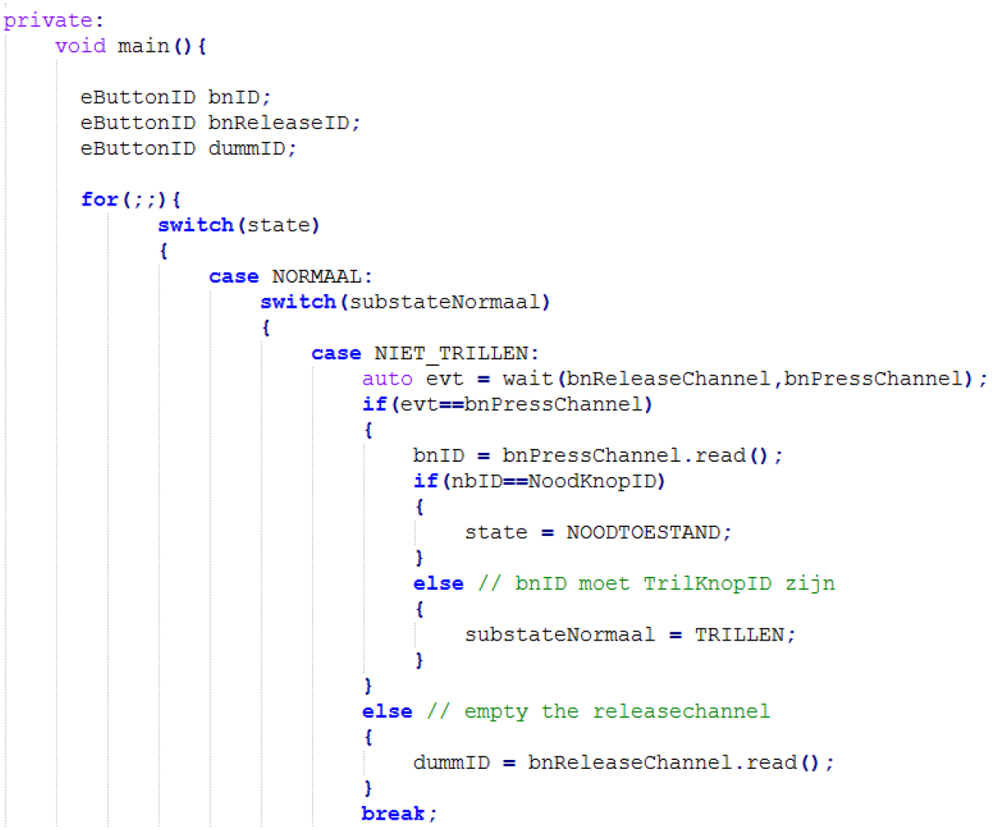 private:
void main(){
eButtonID bnID;
eButtonID bnReleaseID;
eButtonID dummID;
for(;;){
switch(state)
{
case NORMAAL:
switch(substateNormaal)
{
case NIET_TRILLEN:
auto evt = wait(bnReleaseChannel,bnPressChannel);
if(evt==bnPressChannel)
{
bnID = bnPressChannel.read();
if(nbID==NoodKnopID)
{
state = NOODTOESTAND;
}
else // bnID moet TrilKnopID zijn
{
substateNormaal = TRILLEN;
}
}
else // empty the releasechannel
{
dummID = bnReleaseChannel.read();
}
break;